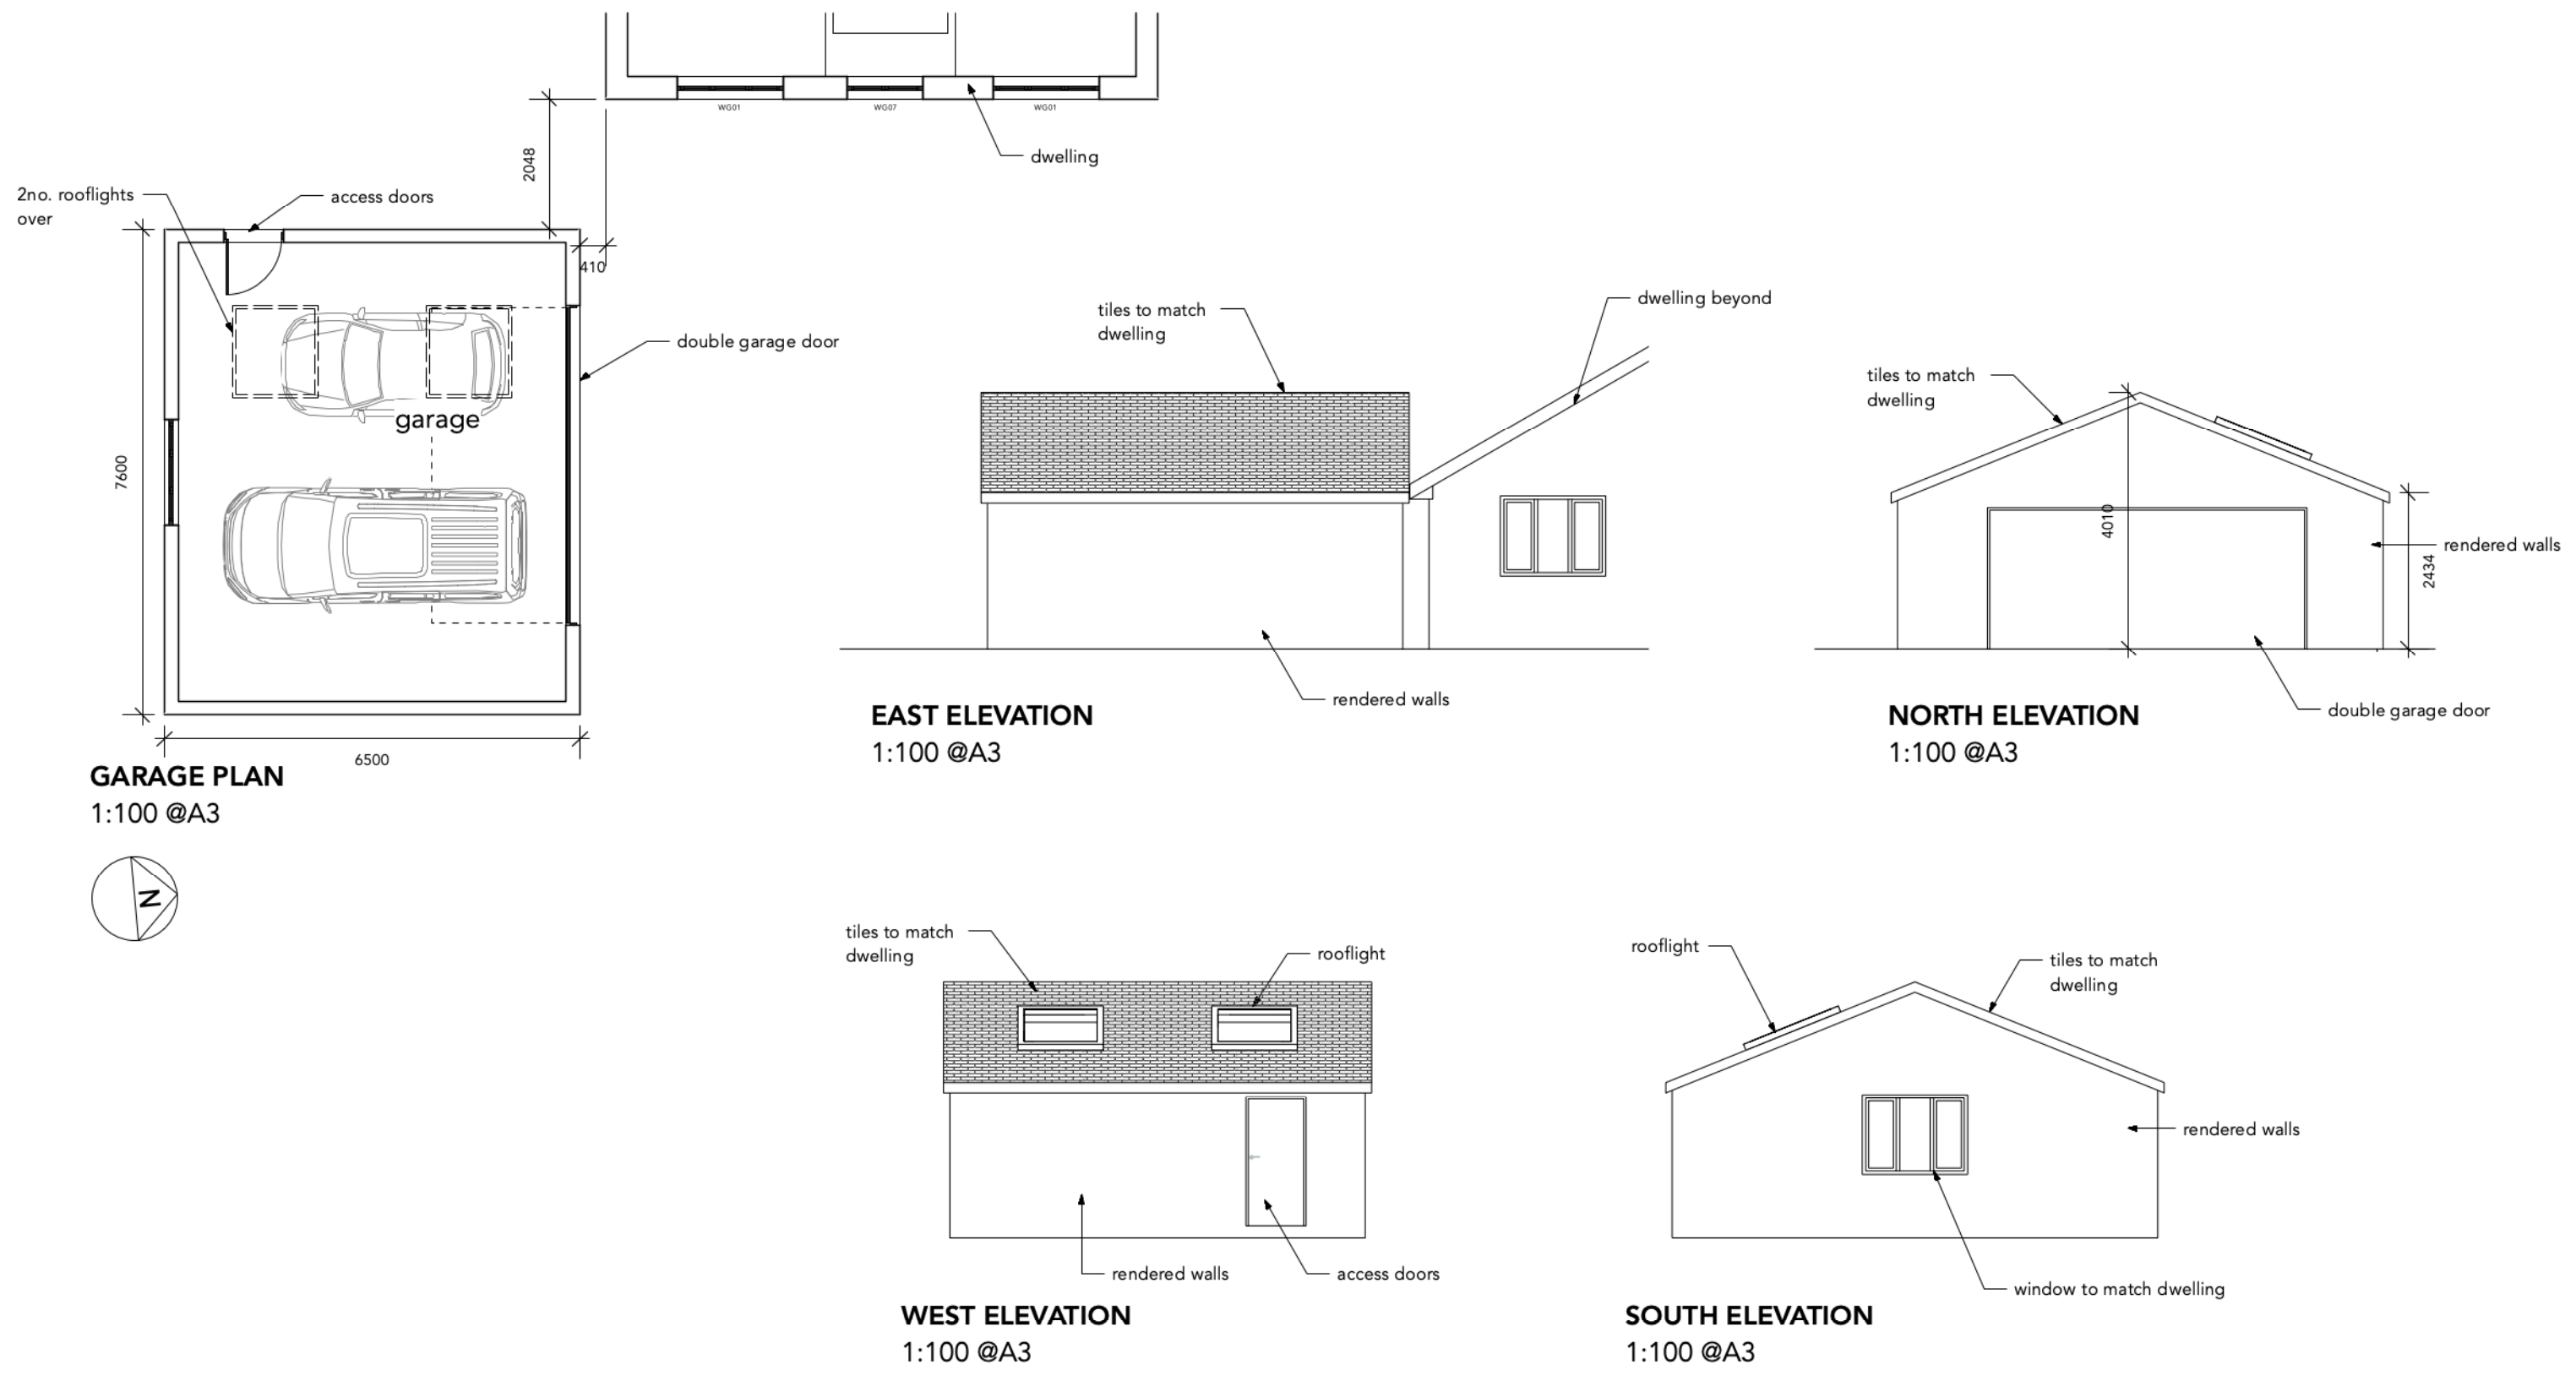 WG01
WG07
WG01
dwelling
2048
2no. rooflights
over
access doors
410
double garage door
garage
7600
6500
GARAGE PLAN
1:100 @A3
N
tiles to match
dwelling
dwelling beyond
rendered walls
EAST ELEVATION
1:100 @A3
tiles to match
dwelling
4010
rendered walls
2434
double garage door
NORTH ELEVATION
1:100 @A3
tiles to match
dwelling
rooflight
rendered walls
access doors
WEST ELEVATION
1:100 @A3
rooflight
tiles to match
dwelling
rendered walls
window to match dwelling
SOUTH ELEVATION
1:100 @A3